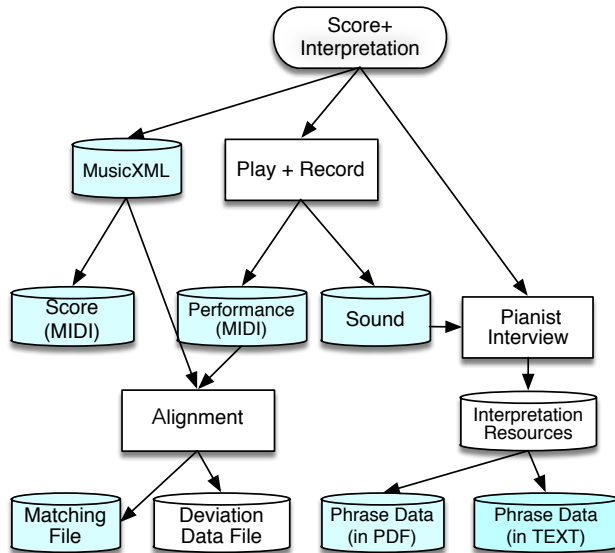 Score+
Interpretation
MusicXML
Play + Record
Score
(MIDI)
Performance
(MIDI)
Sound
Pianist
Interview
Alignment
Interpretation
Resources
Matching
File
Deviation
Data File
Phrase Data
(in PDF)
Phrase Data
(in TEXT)